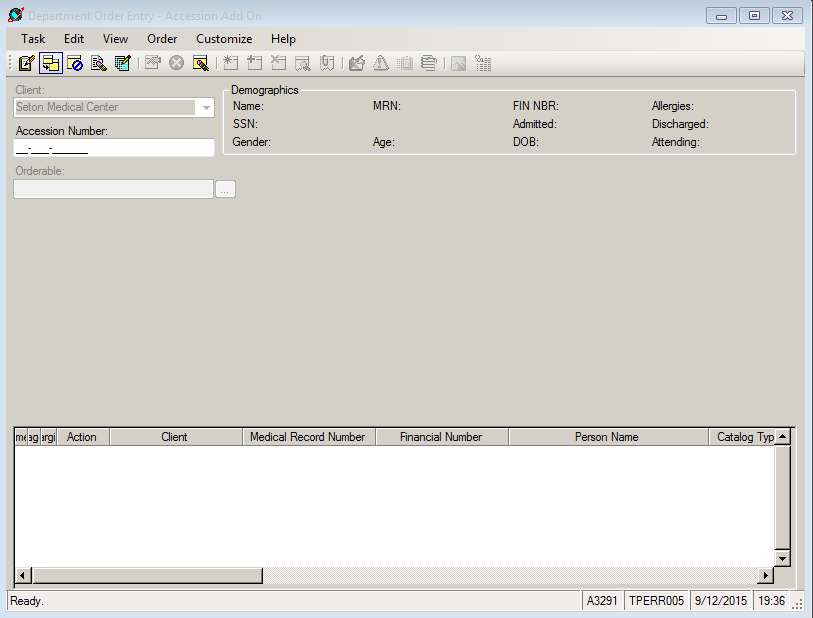 Department Order Entry - Accession Add On
Task Edit View Order Customize Help
Client:
Seton Medical Center
Accession Number:
__-___-______
Orderable:
...
Demographics
Name: MRN: FIN NBR: Allergies:
SSN: Admitted: Discharged:
Gender: Age: DOB: Attending:
me ag argi Action Client Medical Record Number Financial Number Person Name Catalog Typ
Ready. A3291 TPERR005 9/12/2015 19:36